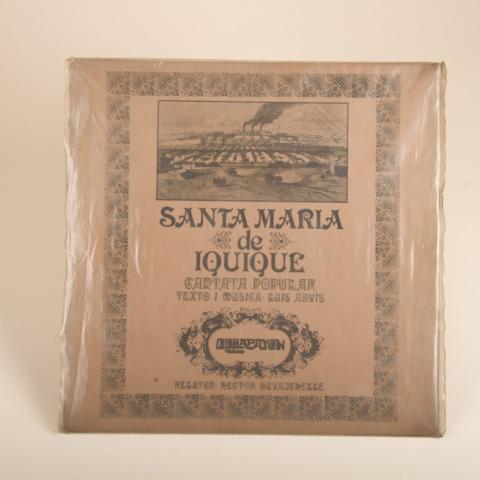 SANTA MARIA
de
IQUIQUE
CANTATA POPULAR
TEXTO Y MUSICA · LUIS ADVIS
QUILAPAYUN
RELATOR: HECTOR DUVAUCHELLE